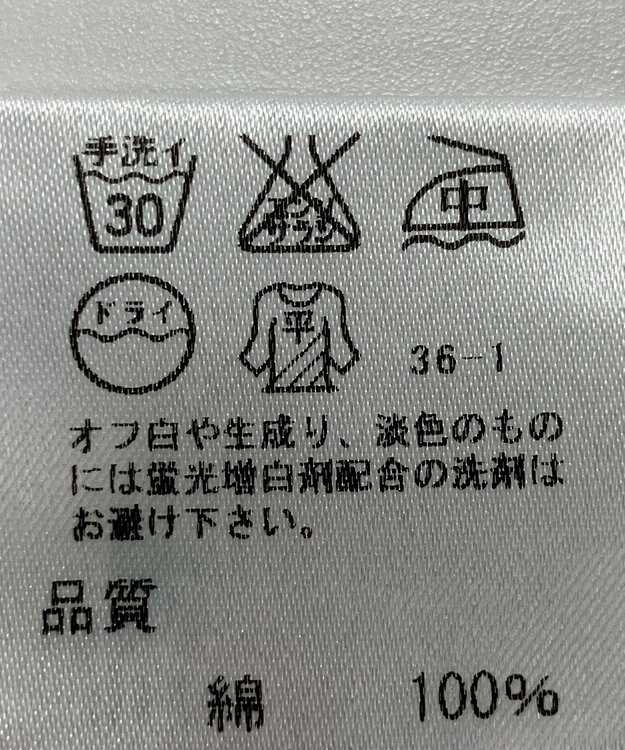 手洗イ
30
エンソ
サラシ
中
ドライ
平
36-1
オフ白や生成り、淡色のもの
には蛍光増白剤配合の洗剤は
お避け下さい。
品質
綿 100%